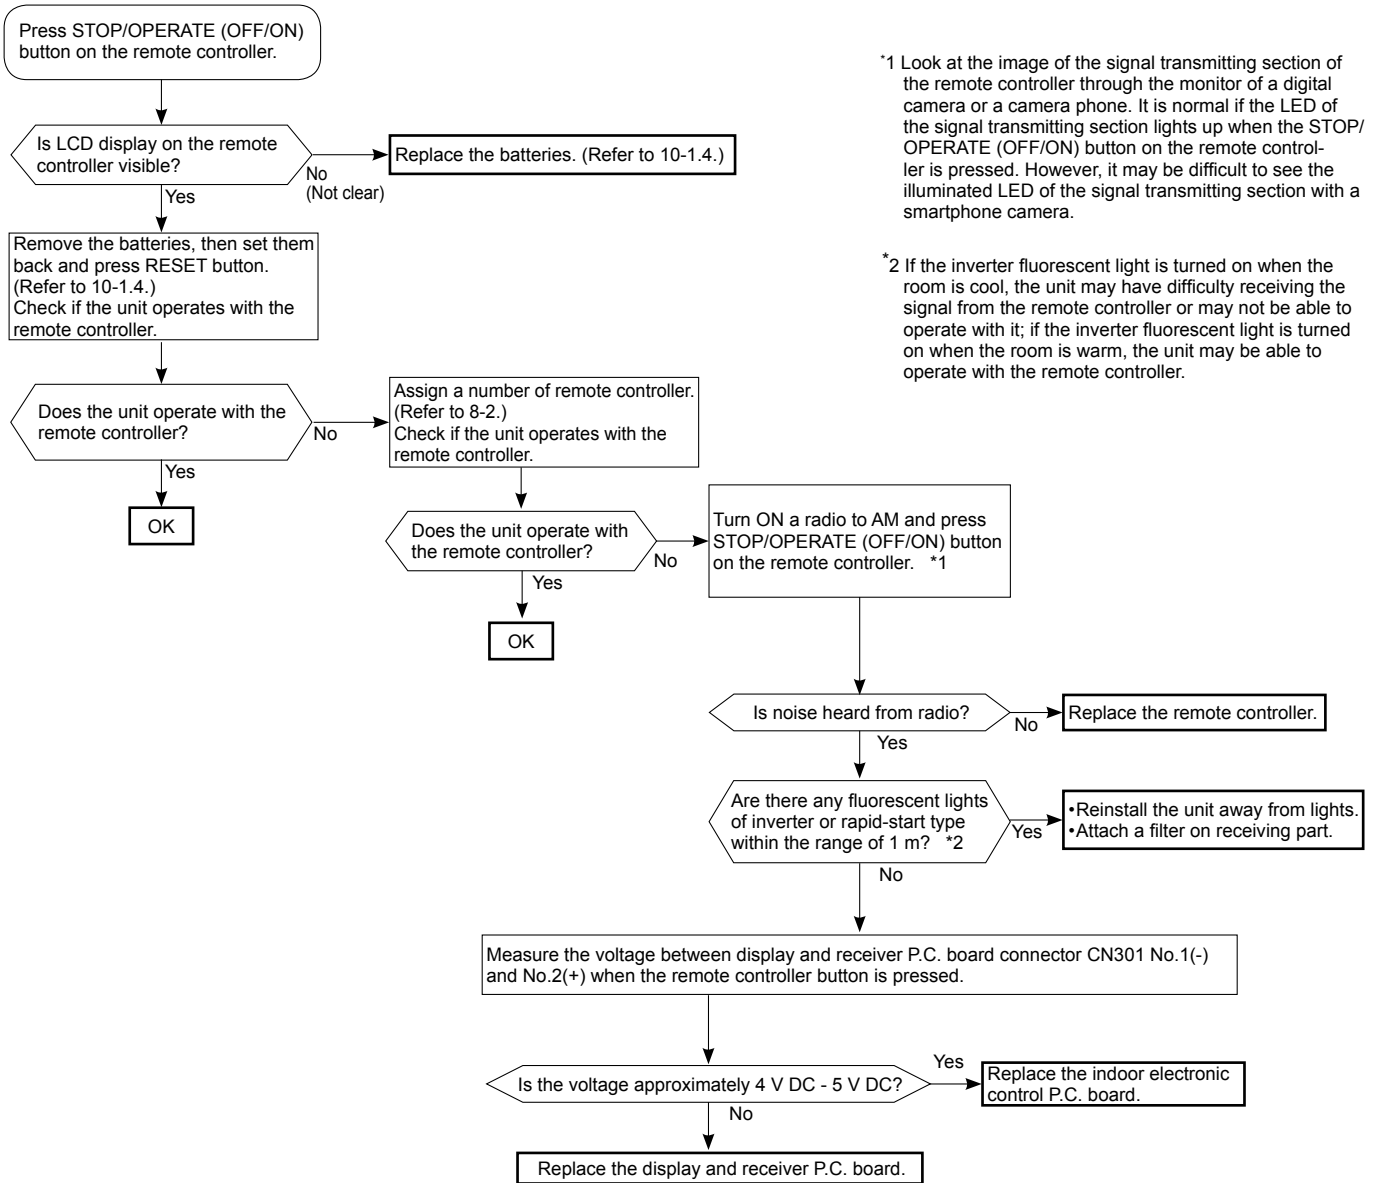 Press STOP/OPERATE (OFF/ON)
button on the remote controller.
Is LCD display on the remote
controller visible?
No
(Not clear)
Replace the batteries. (Refer to 10-1.4.)
Yes
Remove the batteries, then set them
back and press RESET button.
(Refer to 10-1.4.)
Check if the unit operates with the
remote controller.
Does the unit operate with the
remote controller?
No
Yes
OK
Assign a number of remote controller.
(Refer to 8-2.)
Check if the unit operates with the
remote controller.
Does the unit operate with
the remote controller?
No
Yes
OK
Turn ON a radio to AM and press
STOP/OPERATE (OFF/ON) button
on the remote controller. *1
Is noise heard from radio?
No
Replace the remote controller.
Yes
Are there any fluorescent lights
of inverter or rapid-start type
within the range of 1 m? *2
Yes
•Reinstall the unit away from lights.
•Attach a filter on receiving part.
No
Measure the voltage between display and receiver P.C. board connector CN301 No.1(-)
and No.2(+) when the remote controller button is pressed.
Is the voltage approximately 4 V DC - 5 V DC?
Yes
Replace the indoor electronic
control P.C. board.
No
Replace the display and receiver P.C. board.
*1 Look at the image of the signal transmitting section of
the remote controller through the monitor of a digital
camera or a camera phone. It is normal if the LED of
the signal transmitting section lights up when the STOP/
OPERATE (OFF/ON) button on the remote control-
ler is pressed. However, it may be difficult to see the
illuminated LED of the signal transmitting section with a
smartphone camera.
*2 If the inverter fluorescent light is turned on when the
room is cool, the unit may have difficulty receiving the
signal from the remote controller or may not be able to
operate with it; if the inverter fluorescent light is turned
on when the room is warm, the unit may be able to
operate with the remote controller.